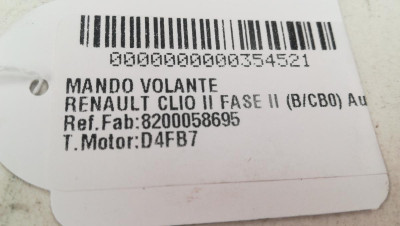 0000000000354521
MANDO VOLANTE
RENAULT CLIO II FASE II (B/CB0) Au
Ref.Fab:8200058695
T.Motor:D4FB7